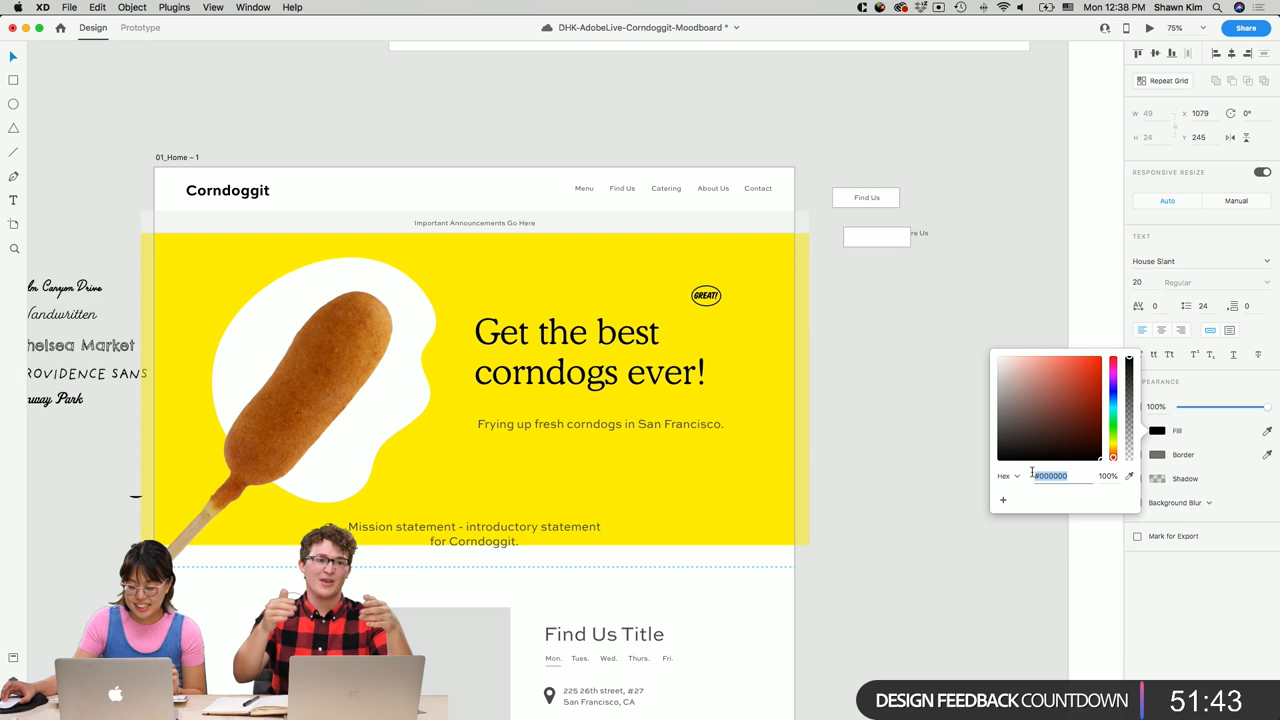 XD File Edit Object Plugins View Window Help
Mon 12:38 PM Shawn Kim
Design Prototype
DHK-AdobeLive-Corndoggit-Moodboard *
75%
Share
Repeat Grid
W 49 X 1079 0°
H 24 Y 245
RESPONSIVE RESIZE
Auto Manual
TEXT
House Slant
20 Regular
0 24 0
APPEARANCE
100%
Fill
Border
Shadow
Background Blur
Mark for Export
Hex #000000 100%
+
01_Home – 1
Corndoggit
Menu Find Us Catering About Us Contact
Important Announcements Go Here
Find Us
re Us
GREAT!
Get the best
corndogs ever!
Frying up fresh corndogs in San Francisco.
Mission statement - introductory statement
for Corndoggit.
Canyon Drive
andwritten
helsea Market
ROVIDENCE SANS
nway Park
Find Us Title
Mon. Tues. Wed. Thurs. Fri.
225 26th street, #27
San Francisco, CA
DESIGN FEEDBACK COUNTDOWN 51:43